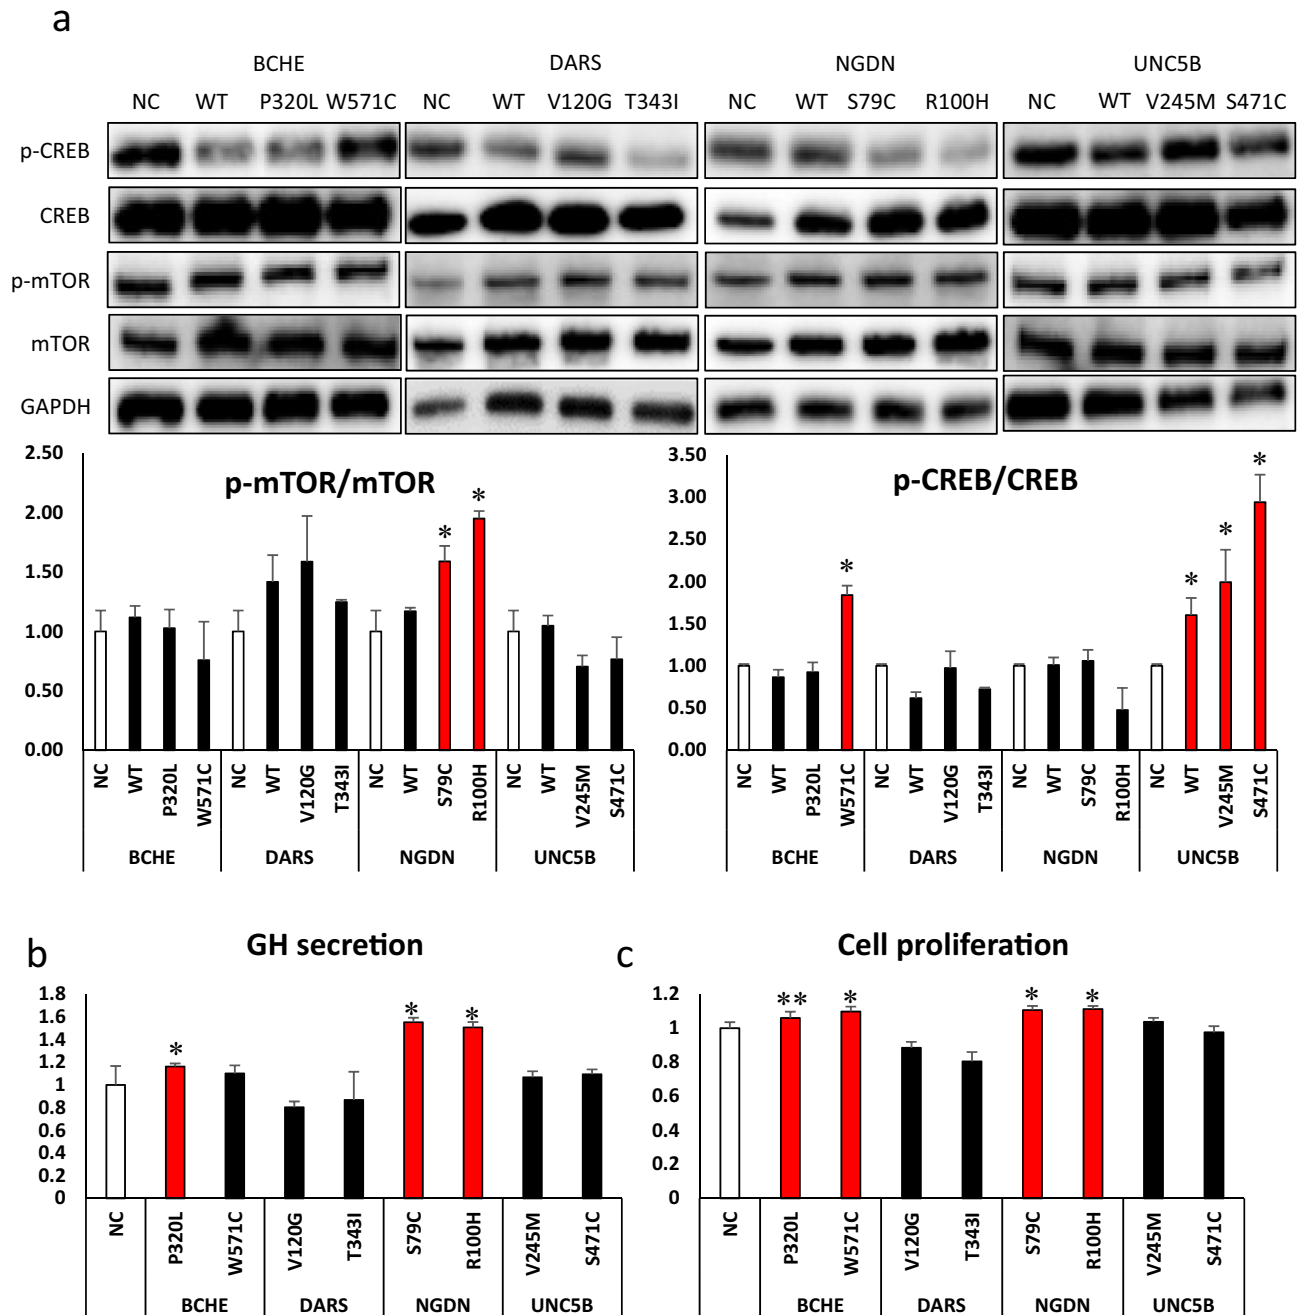 a
BCHE DARS NGDN UNC5B
NC WT P320L W571C NC WT V120G T343I NC WT S79C R100H NC WT V245M S471C
p-CREB
CREB
p-mTOR
mTOR
GAPDH
p-mTOR/mTOR
2.50
2.00
1.50
1.00
0.50
0.00
* *
NC WT P320L W571C NC WT V120G T343I NC WT S79C R100H NC WT V245M S471C
BCHE DARS NGDN UNC5B
p-CREB/CREB
3.50
3.00
2.50
2.00
1.50
1.00
0.50
0.00
* * * *
NC WT P320L W571C NC WT V120G T343I NC WT S79C R100H NC WT V245M S471C
BCHE DARS NGDN UNC5B
b
GH secretion
1.8
1.6
1.4
1.2
1
0.8
0.6
0.4
0.2
0
* * *
NC P320L W571C V120G T343I S79C R100H V245M S471C
BCHE DARS NGDN UNC5B
c
Cell proliferation
1.2
1
0.8
0.6
0.4
0.2
0
** * * *
NC P320L W571C V120G T343I S79C R100H V245M S471C
BCHE DARS NGDN UNC5B